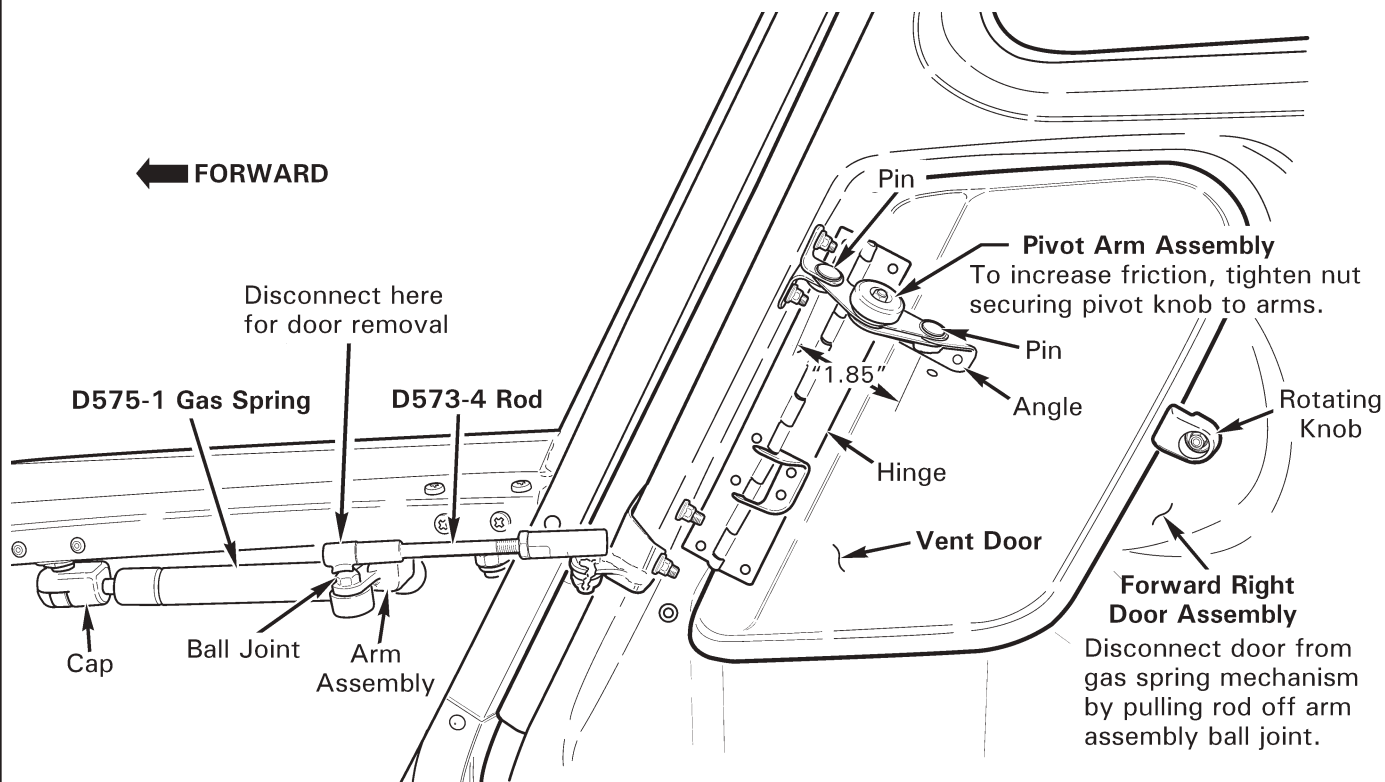 FORWARD
Pin
Pivot Arm Assembly
To increase friction, tighten nut
securing pivot knob to arms.
Disconnect here
for door removal
Pin
"1.85"
D575-1 Gas Spring
D573-4 Rod
Angle
Rotating
Knob
Hinge
Vent Door
Forward Right
Door Assembly
Disconnect door from
gas spring mechanism
by pulling rod off arm
assembly ball joint.
Cap
Ball Joint
Arm
Assembly